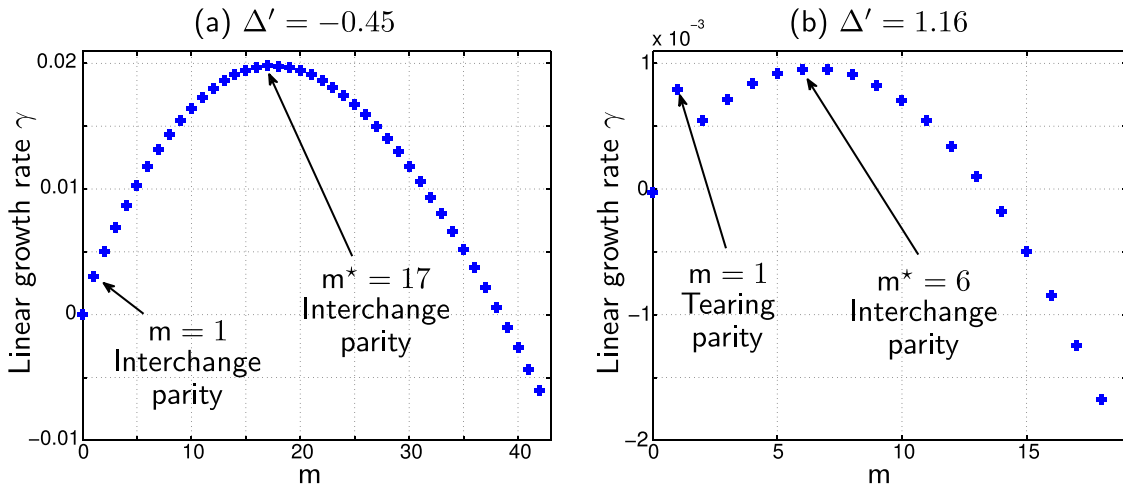 (a) Δ′ = −0.45
Linear growth rate γ
0.02
0.01
0
−0.01
0
10
20
30
40
m
m = 1
Interchange
parity
m⋆ = 17
Interchange
parity
(b) Δ′ = 1.16
x 10⁻³
Linear growth rate γ
1
0
−1
−2
0
5
10
15
m
m = 1
Tearing
parity
m⋆ = 6
Interchange
parity